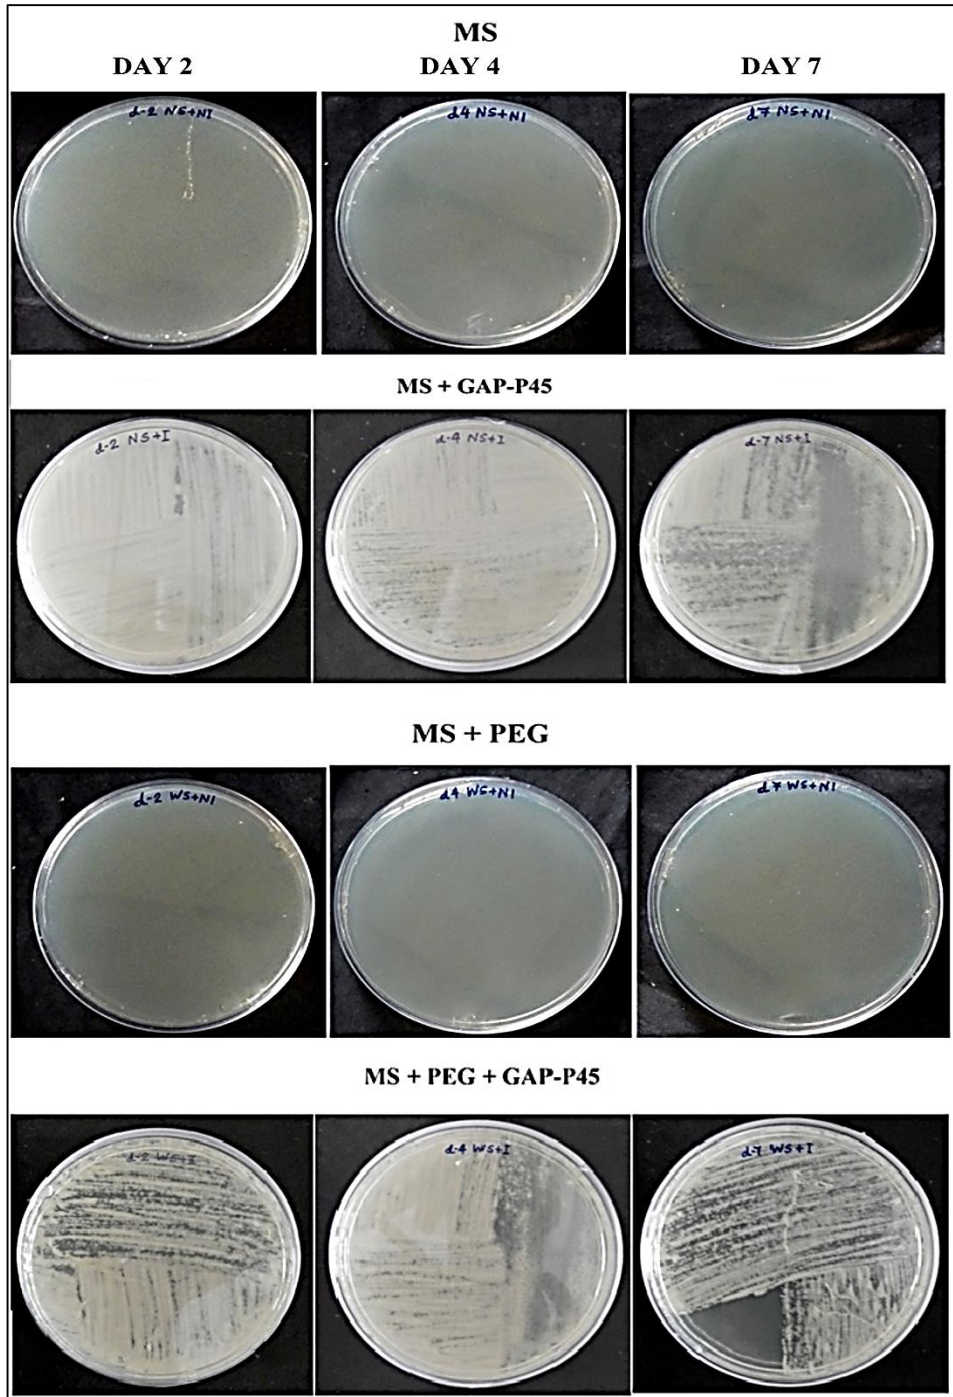 MS
DAY 2 DAY 4 DAY 7
d-2 NS+NI d4 NS+NI d7 NS+NI
MS + GAP-P45
d-2 NS+I d-4 NS+I d-7 NS+I
MS + PEG
d-2 WS+NI d4 WS+NI d7 WS+NI
MS + PEG + GAP-P45
d-2 WS+I d-4 WS+I d-7 WS+I